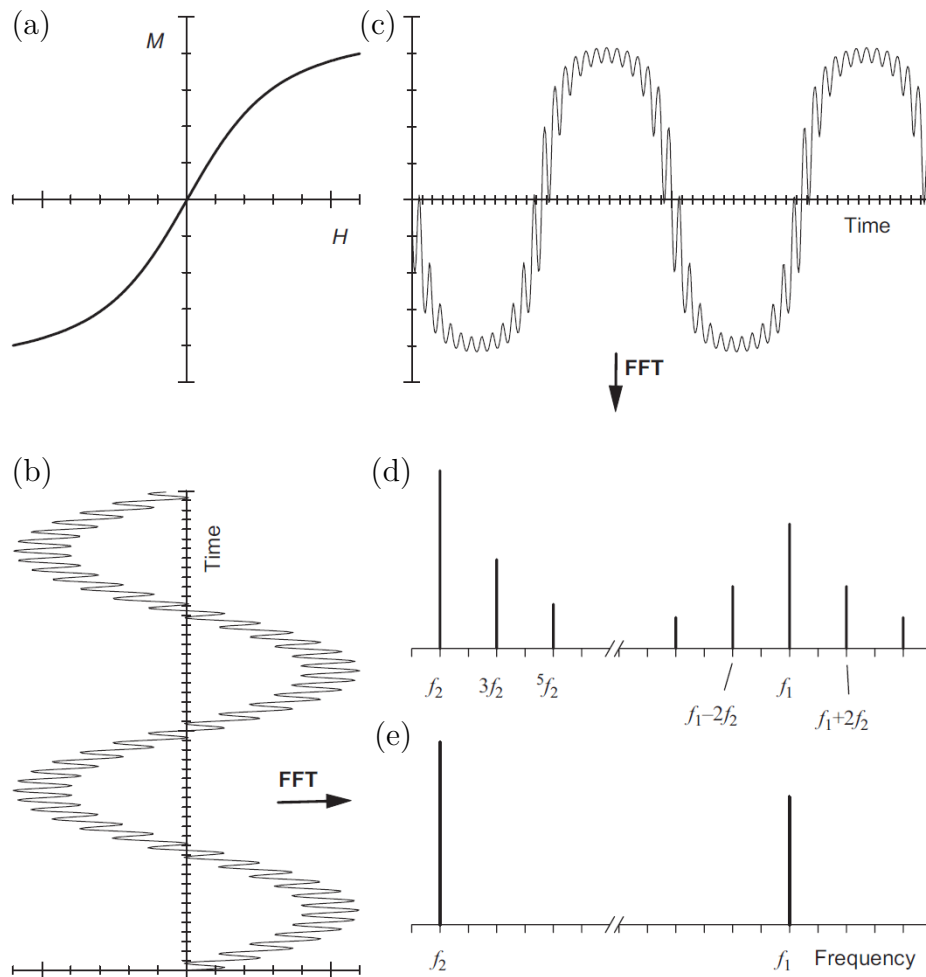 (a)
M
H
(c)
Time
FFT
(b)
Time
FFT
(d)
f₂
3f₂
⁵f₂
f₁−2f₂
f₁
f₁+2f₂
(e)
f₂
f₁
Frequency